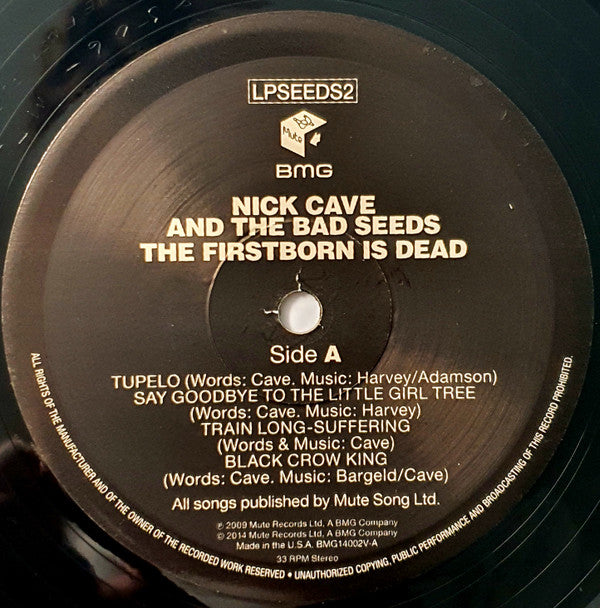 LPSEEDS2
Mute
BMG
NICK CAVE
AND THE BAD SEEDS
THE FIRSTBORN IS DEAD
Side A
TUPELO (Words: Cave. Music: Harvey/Adamson)
SAY GOODBYE TO THE LITTLE GIRL TREE
(Words: Cave. Music: Harvey)
TRAIN LONG-SUFFERING
(Words & Music: Cave)
BLACK CROW KING
(Words: Cave. Music: Bargeld/Cave)
All songs published by Mute Song Ltd.
℗ 2009 Mute Records Ltd, A BMG Company
© 2014 Mute Records Ltd, A BMG Company
Made in the U.S.A. BMG14002V-A
33 RPM Stereo
ALL RIGHTS OF THE MANUFACTURER AND OF THE OWNER OF THE RECORDED WORK RESERVED • UNAUTHORIZED COPYING, PUBLIC PERFORMANCE AND BROADCASTING OF THIS RECORD PROHIBITED.